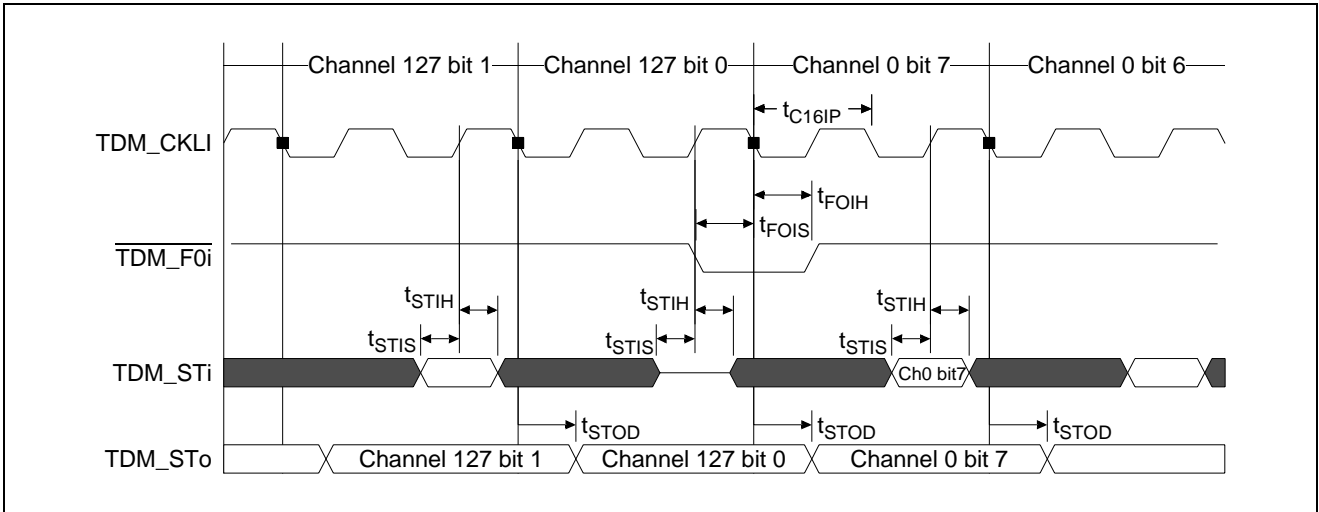 Channel 127 bit 1 Channel 127 bit 0 Channel 0 bit 7 Channel 0 bit 6
tC16IP
TDM_CKLI
tFOIH
tFOIS
TDM_F0i
tSTIH tSTIH tSTIH
tSTIS tSTIS tSTIS
TDM_STi Ch0 bit7
tSTOD tSTOD tSTOD
TDM_STo Channel 127 bit 1 Channel 127 bit 0 Channel 0 bit 7